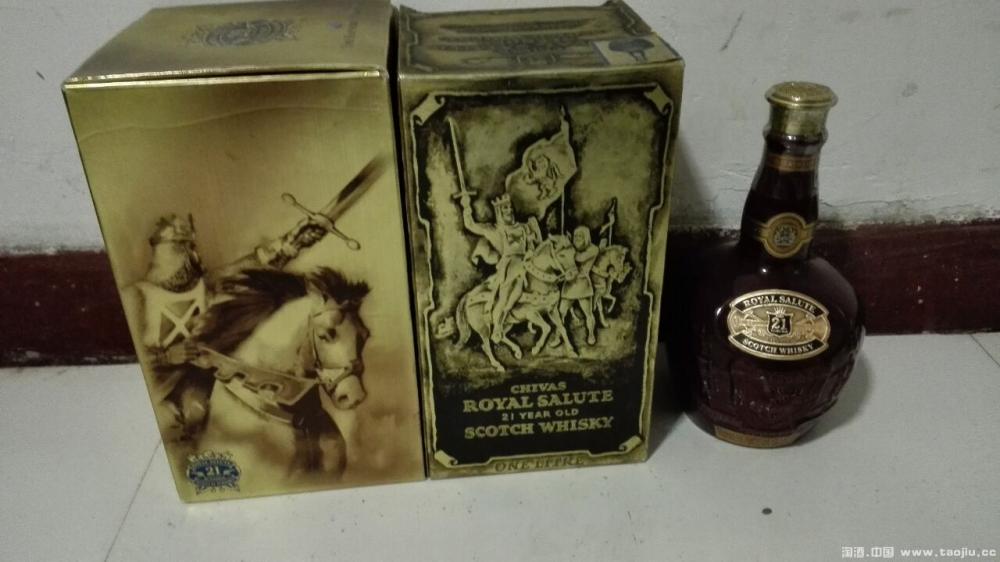 21
CHIVAS
ROYAL SALUTE
21 YEAR OLD
SCOTCH WHISKY
ONE LITRE
ROYAL SALUTE
21
SCOTCH WHISKY
淘酒.中国 www.taojiu.cc